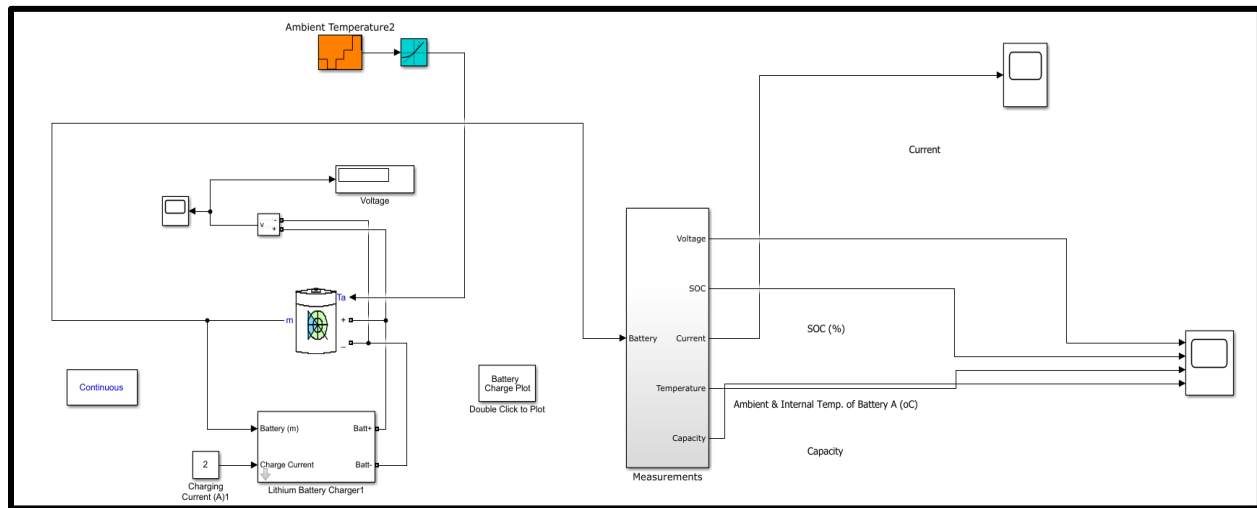 Ambient Temperature2
Current
Voltage
v
-
+
Ta
m
+
_
Continuous
Battery
Charge Plot
Double Click to Plot
Battery (m)
Batt+
Charge Current
Batt-
2
Charging
Current (A)1
Lithium Battery Charger1
Voltage
SOC
Battery
Current
Temperature
Capacity
Measurements
SOC (%)
Ambient & Internal Temp. of Battery A (oC)
Capacity